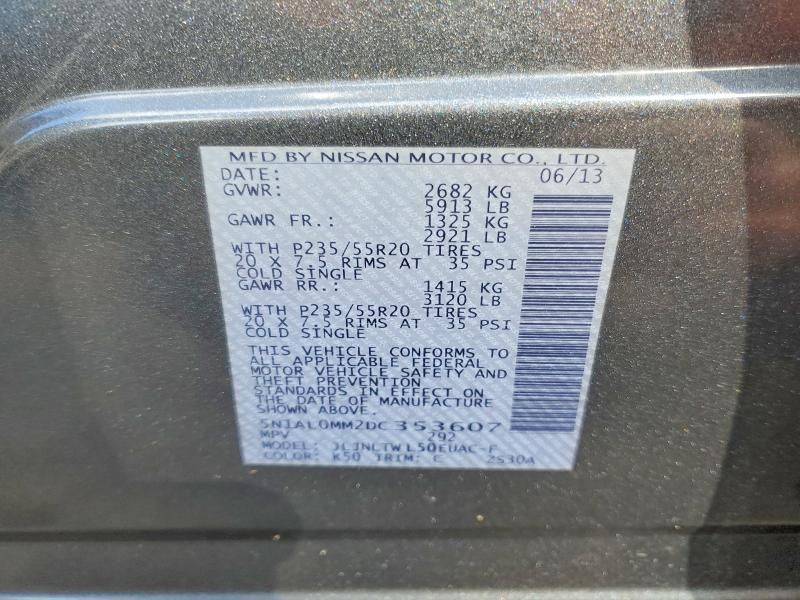 MFD BY NISSAN MOTOR CO., LTD.
DATE: 06/13
GVWR: 2682 KG
5913 LB
GAWR FR.: 1325 KG
2921 LB
WITH P235/55R20 TIRES
20 X 7.5 RIMS AT 35 PSI
COLD SINGLE
GAWR RR.: 1415 KG
3120 LB
WITH P235/55R20 TIRES
20 X 7.5 RIMS AT 35 PSI
COLD SINGLE
THIS VEHICLE CONFORMS TO
ALL APPLICABLE FEDERAL
MOTOR VEHICLE SAFETY AND
THEFT PREVENTION
STANDARDS IN EFFECT ON
THE DATE OF MANUFACTURE
SHOWN ABOVE.
5N1AL0MM2DC353607
MPV 292
MODEL: JLJNLTWL50EUAC-F
COLOR: K50 TRIM: C 2S30A